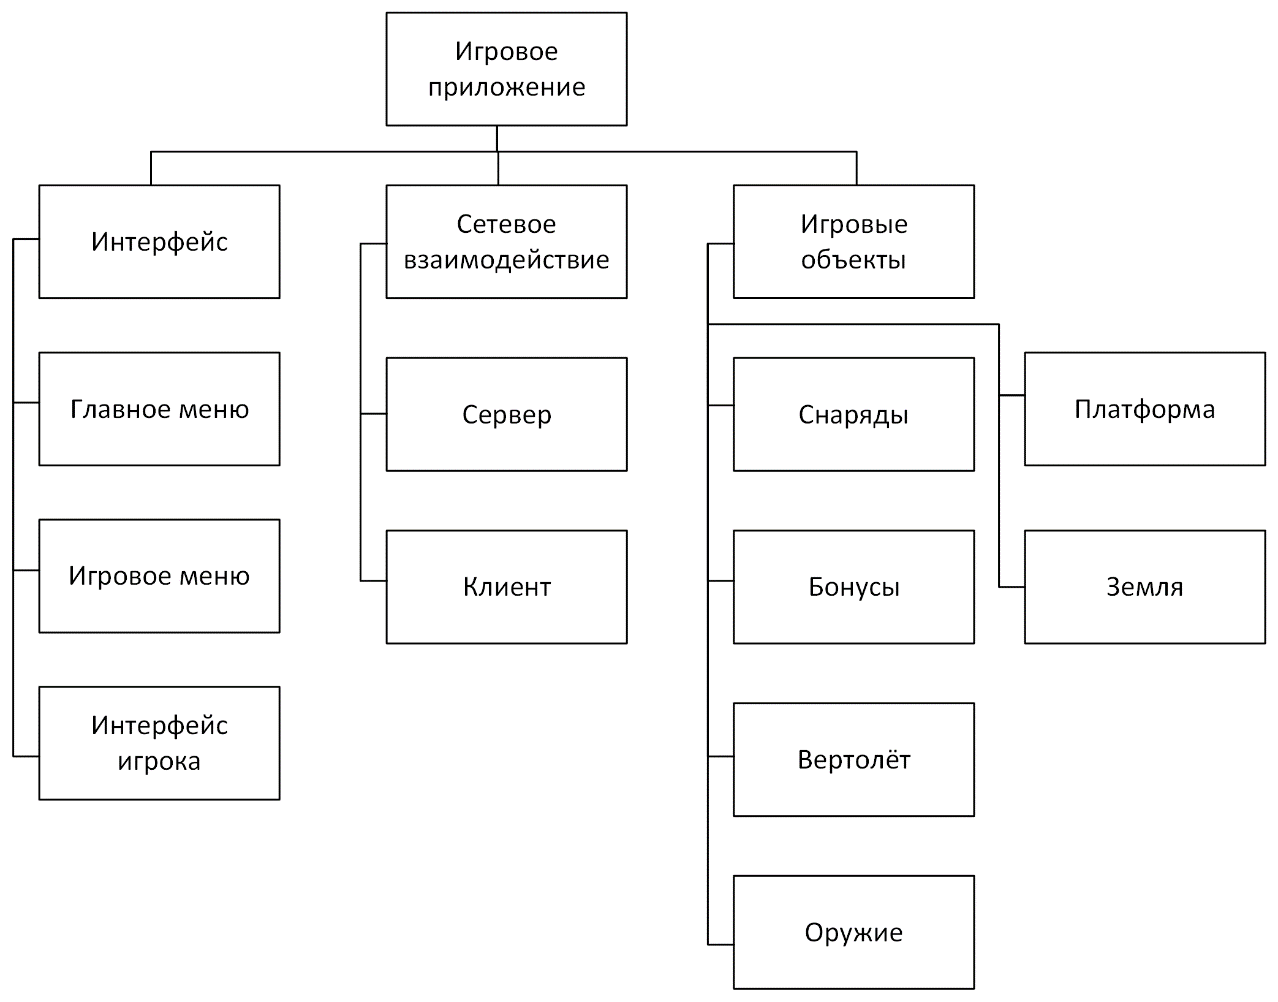 Игровое
приложение
Интерфейс
Сетевое
взаимодействие
Игровые
объекты
Главное меню
Сервер
Снаряды
Платформа
Игровое меню
Клиент
Бонусы
Земля
Интерфейс
игрока
Вертолёт
Оружие